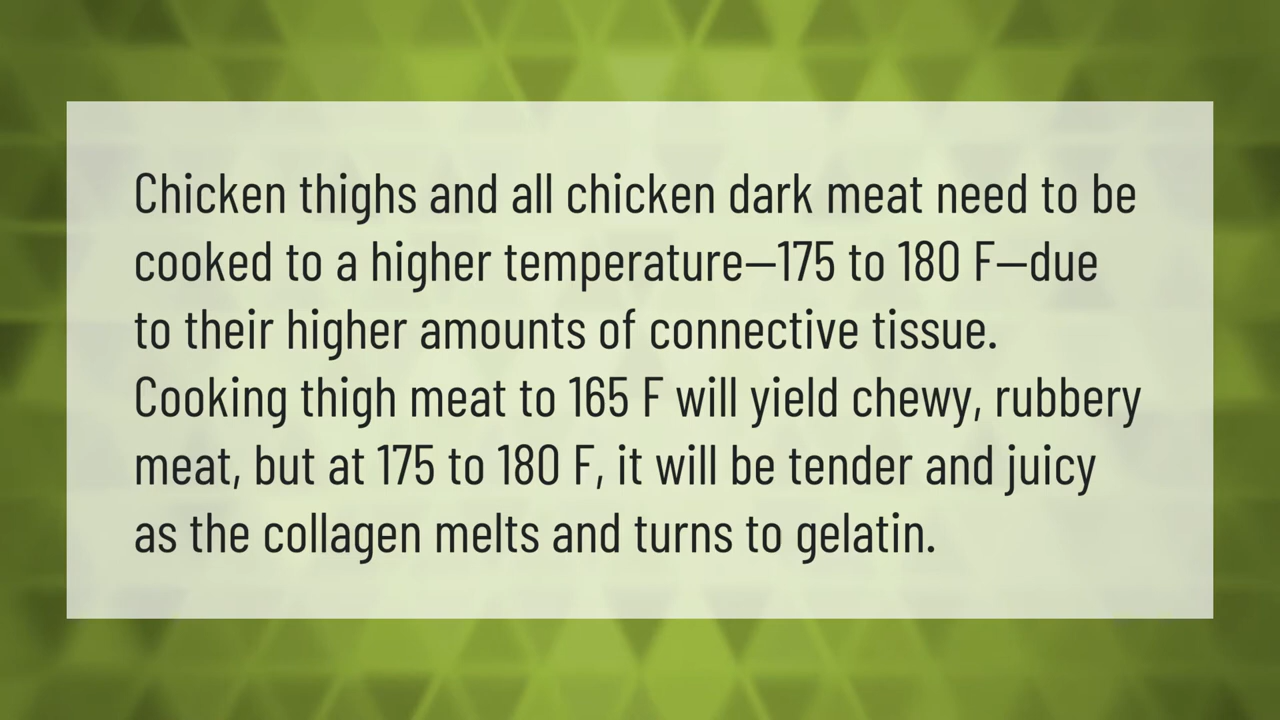 Chicken thighs and all chicken dark meat need to be
cooked to a higher temperature—175 to 180 F—due
to their higher amounts of connective tissue.
Cooking thigh meat to 165 F will yield chewy, rubbery
meat, but at 175 to 180 F, it will be tender and juicy
as the collagen melts and turns to gelatin.